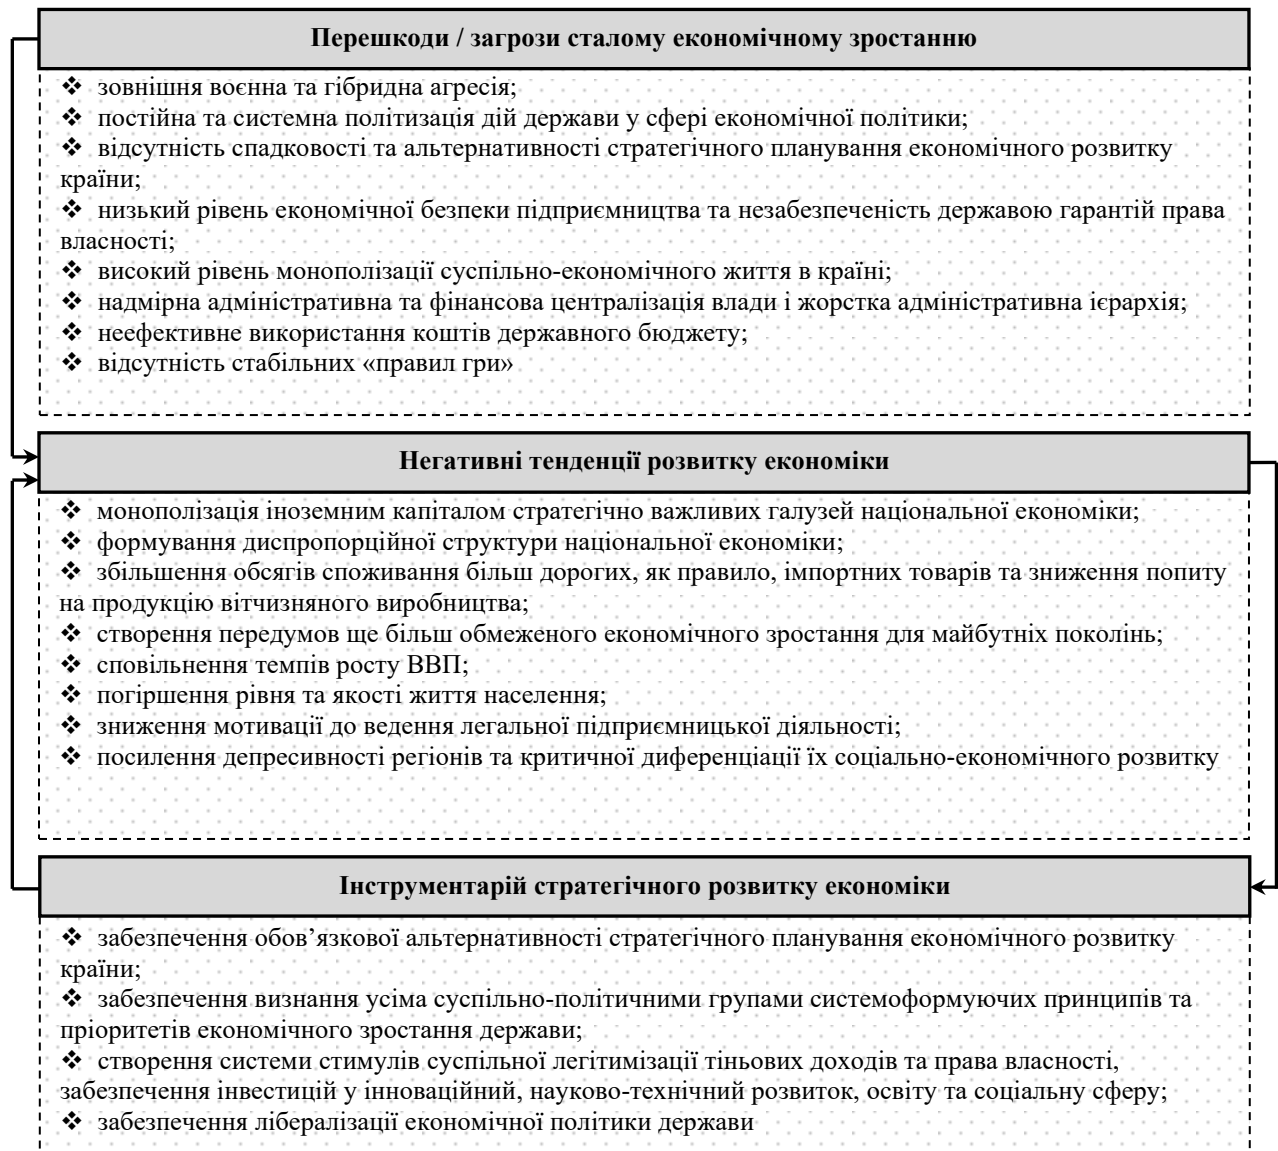 Перешкоди / загрози сталому економічному зростанню
❖ зовнішня воєнна та гібридна агресія;
❖ постійна та системна політизація дій держави у сфері економічної політики;
❖ відсутність спадковості та альтернативності стратегічного планування економічного розвитку
країни;
❖ низький рівень економічної безпеки підприємництва та незабезпеченість державою гарантій права
власності;
❖ високий рівень монополізації суспільно-економічного життя в країні;
❖ надмірна адміністративна та фінансова централізація влади і жорстка адміністративна ієрархія;
❖ неефективне використання коштів державного бюджету;
❖ відсутність стабільних «правил гри»
Негативні тенденції розвитку економіки
❖ монополізація іноземним капіталом стратегічно важливих галузей національної економіки;
❖ формування диспропорційної структури національної економіки;
❖ збільшення обсягів споживання більш дорогих, як правило, імпортних товарів та зниження попиту
на продукцію вітчизняного виробництва;
❖ створення передумов ще більш обмеженого економічного зростання для майбутніх поколінь;
❖ сповільнення темпів росту ВВП;
❖ погіршення рівня та якості життя населення;
❖ зниження мотивації до ведення легальної підприємницької діяльності;
❖ посилення депресивності регіонів та критичної диференціації їх соціально-економічного розвитку
Інструментарій стратегічного розвитку економіки
❖ забезпечення обов’язкової альтернативності стратегічного планування економічного розвитку
країни;
❖ забезпечення визнання усіма суспільно-політичними групами системоформуючих принципів та
пріоритетів економічного зростання держави;
❖ створення системи стимулів суспільної легітимізації тіньових доходів та права власності,
забезпечення інвестицій у інноваційний, науково-технічний розвиток, освіту та соціальну сферу;
❖ забезпечення лібералізації економічної політики держави